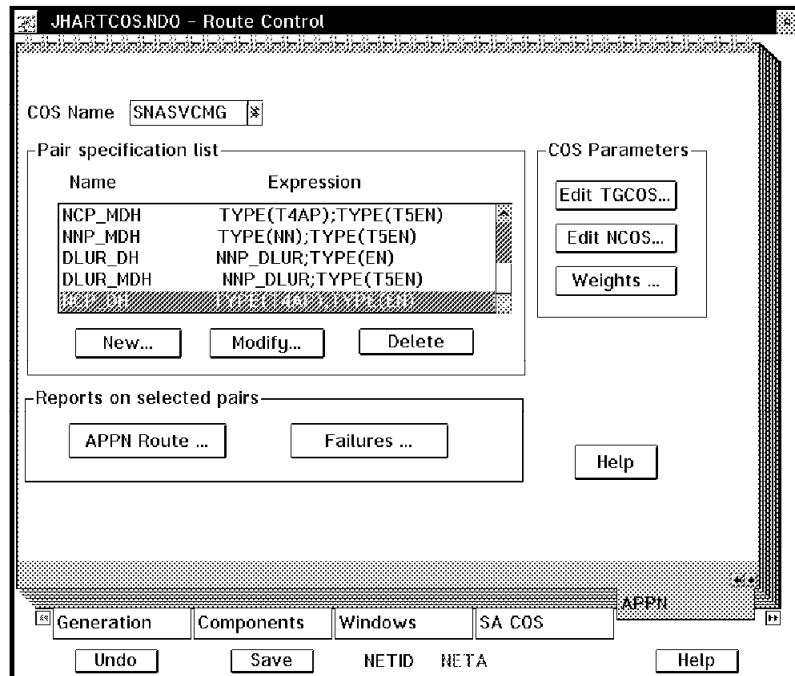 JHARTCOS.NDO - Route Control
COS Name SNASVCMG
Pair specification list
Name Expression
NCP_MDH TYPE(T4AP);TYPE(T5EN)
NNP_MDH TYPE(NN);TYPE(T5EN)
DLUR_DH NNP_DLUR;TYPE(EN)
DLUR_MDH NNP_DLUR;TYPE(T5EN)
NCP_DH TYPE(T4AP);TYPE(EN)
New... Modify... Delete
COS Parameters
Edit TGCOS...
Edit NCOS...
Weights ...
Reports on selected pairs
APPN Route ... Failures ...
Help
APPN
Generation Components Windows SA COS
Undo Save NETID NETA Help